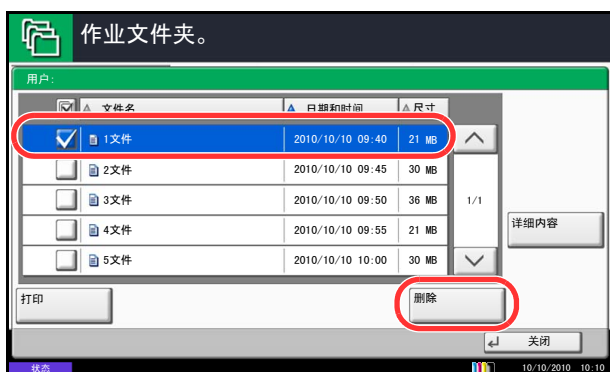 作业文件夹。
用户:
文件名 日期和时间 尺寸
1文件 2010/10/10 09:40 21 MB
2文件 2010/10/10 09:45 30 MB
3文件 2010/10/10 09:50 36 MB
1/1
4文件 2010/10/10 09:55 21 MB
详细内容
5文件 2010/10/10 10:00 30 MB
打印 删除
关闭
状态 10/10/2010 10:10